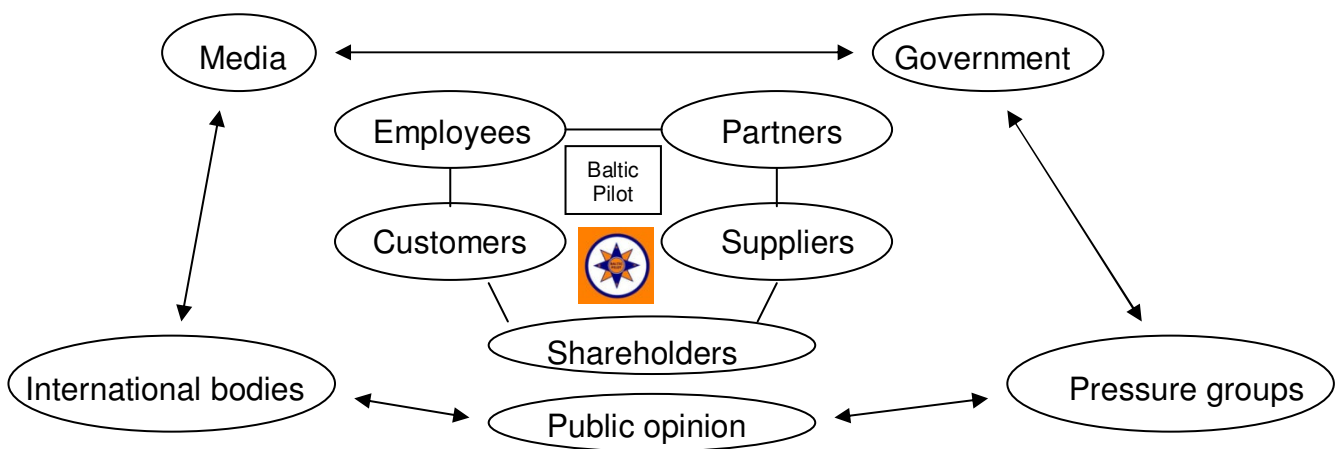 Media
Government
Employees
Partners
Baltic
Pilot
Customers
Suppliers
Shareholders
International bodies
Pressure groups
Public opinion